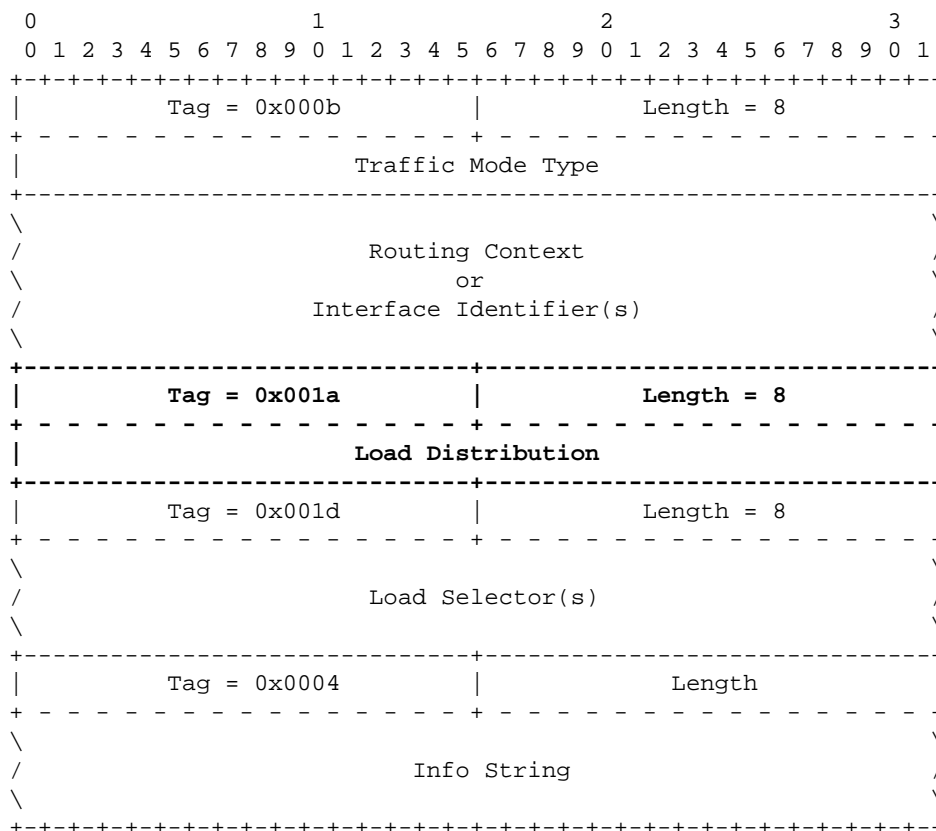 0                   1                   2                   3
 0 1 2 3 4 5 6 7 8 9 0 1 2 3 4 5 6 7 8 9 0 1 2 3 4 5 6 7 8 9 0 1
+-+-+-+-+-+-+-+-+-+-+-+-+-+-+-+-+-+-+-+-+-+-+-+-+-+-+-+-+-+-+-+-
|          Tag = 0x000b         |           Length = 8
+ - - - - - - - - - - - - - - - + - - - - - - - - - - - - - - - -
|                       Traffic Mode Type
+----------------------------------------------------------------
\                                                               \
/                        Routing Context                        /
\                              or                               \
/                    Interface Identifier(s)                    /
\                                                               \
+-------------------------------+--------------------------------
|          Tag = 0x001a         |           Length = 8
+ - - - - - - - - - - - - - - - + - - - - - - - - - - - - - - - -
|                       Load Distribution
+-------------------------------+--------------------------------
|          Tag = 0x001d         |           Length = 8
+ - - - - - - - - - - - - - - - + - - - - - - - - - - - - - - - -
\                                                               \
/                        Load Selector(s)                       /
\                                                               \
+-------------------------------+--------------------------------
|          Tag = 0x0004         |             Length
+ - - - - - - - - - - - - - - - + - - - - - - - - - - - - - - - -
\                                                               \
/                           Info String                         /
\                                                               \
+-+-+-+-+-+-+-+-+-+-+-+-+-+-+-+-+-+-+-+-+-+-+-+-+-+-+-+-+-+-+-+-